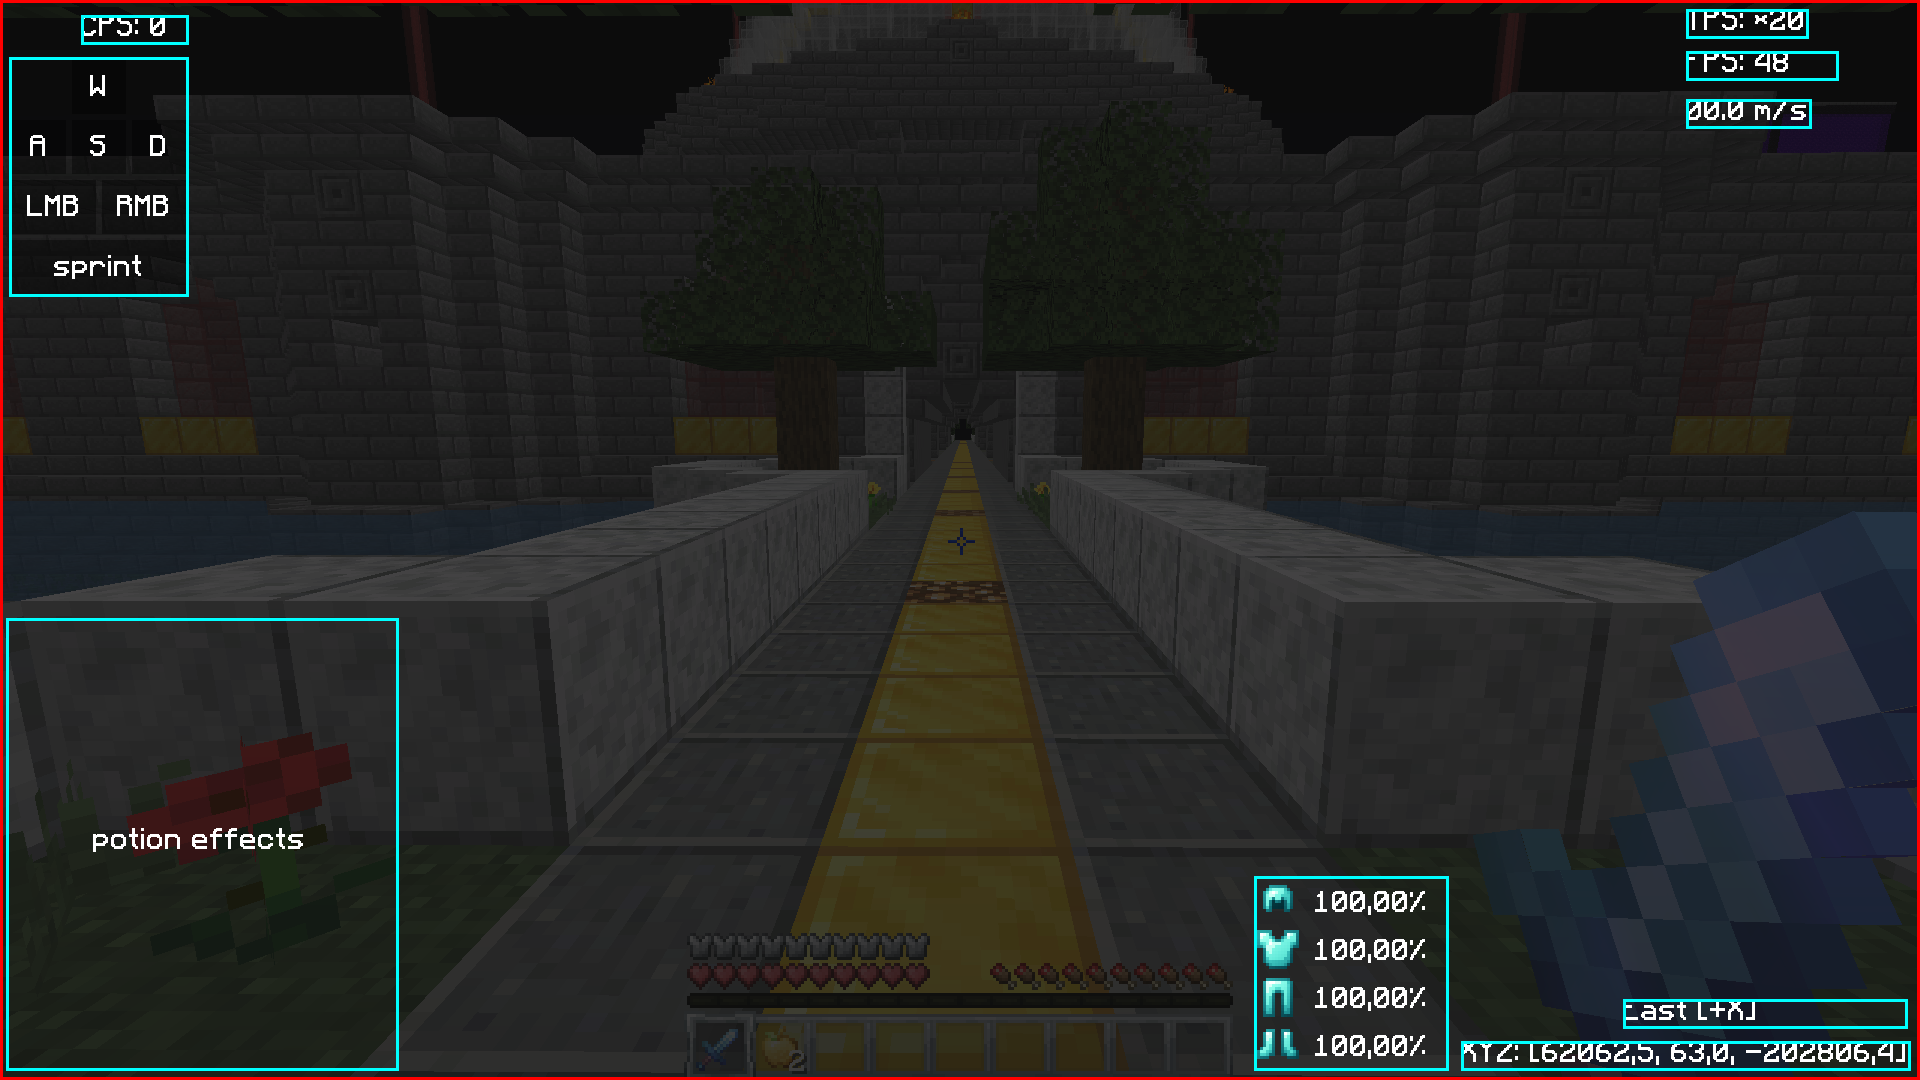 CPS: 0
TPS: *20
FPS: 48
00.0 m/s
W
A S D
LMB RMB
sprint
potion effects
100,00%
100,00%
100,00%
100,00%
2
East [+X]
XYZ: [62062,5, 63,0, -202806,4]